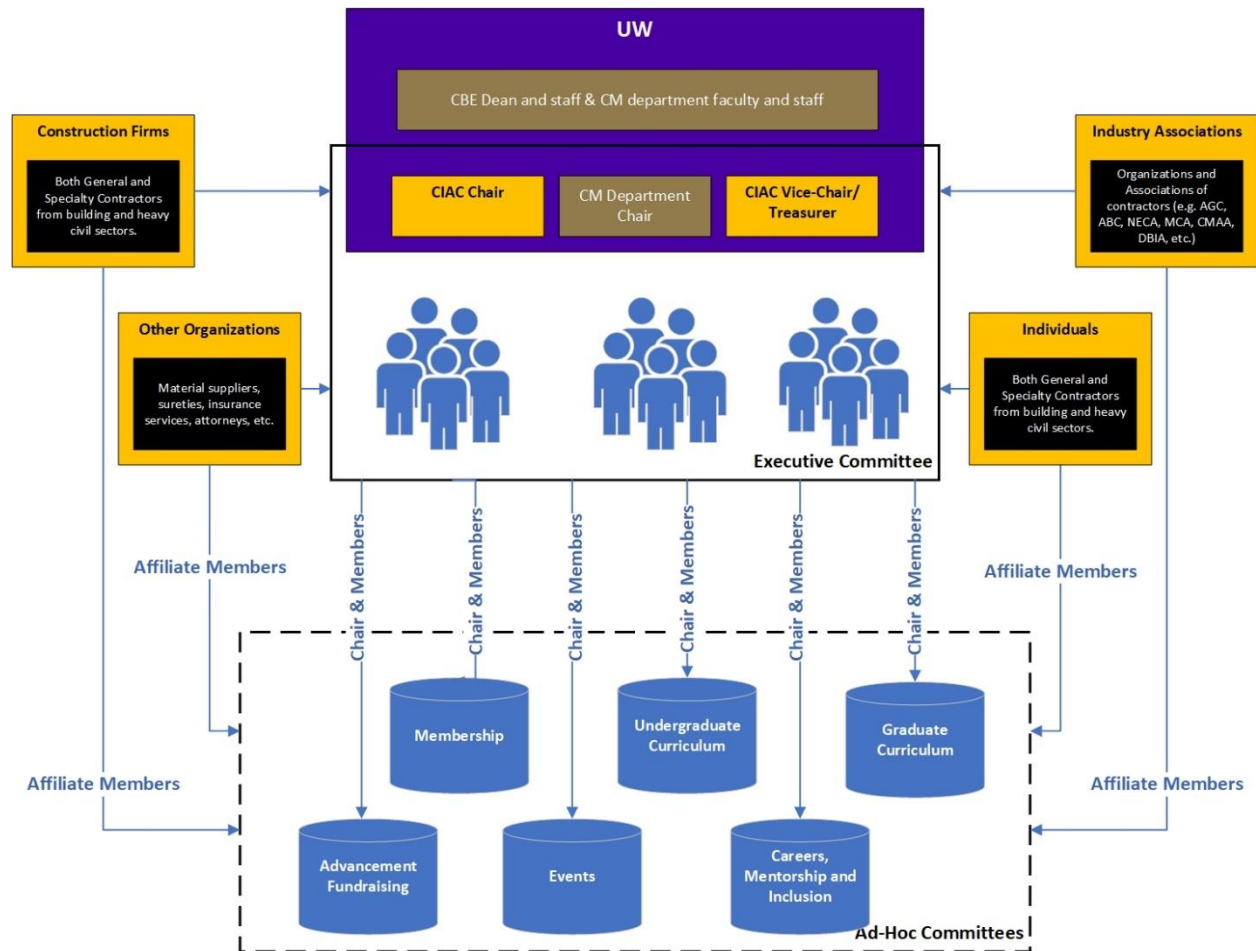 UW
CBE Dean and staff & CM department faculty and staff
Construction Firms
Both General and
Specialty Contractors
from building and heavy
civil sectors.
CIAC Chair
CM Department
Chair
CIAC Vice-Chair/
Treasurer
Industry Associations
Organizations and
Associations of
contractors (e.g. AGC,
ABC, NECA, MCA, CMAA,
DBIA, etc.)
Other Organizations
Material suppliers,
sureties, insurance
services, attorneys, etc.
Individuals
Both General and
Specialty Contractors
from building and heavy
civil sectors.
Executive Committee
Chair & Members
Chair & Members
Chair & Members
Chair & Members
Chair & Members
Chair & Members
Affiliate Members
Affiliate Members
Membership
Undergraduate
Curriculum
Graduate
Curriculum
Affiliate Members
Affiliate Members
Advancement
Fundraising
Events
Careers,
Mentorship and
Inclusion
Ad-Hoc Committees